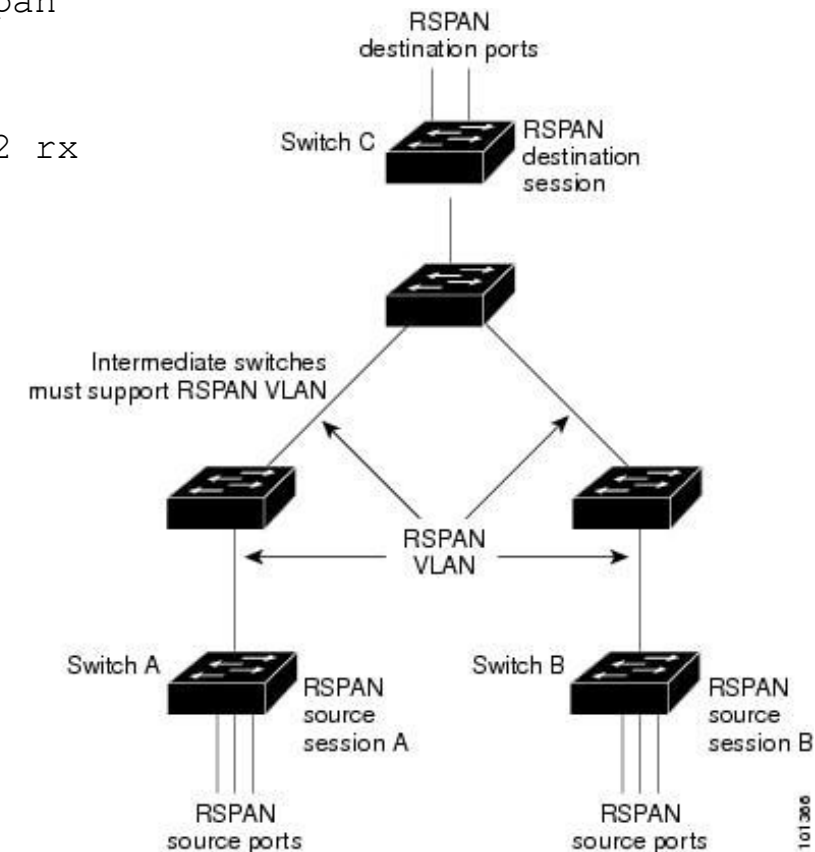 pan
2 rx
RSPAN
destination ports
Switch C
RSPAN
destination
session
Intermediate switches
must support RSPAN VLAN
RSPAN
VLAN
Switch A
RSPAN
source
session A
Switch B
RSPAN
source
session B
RSPAN
source ports
RSPAN
source ports
101366